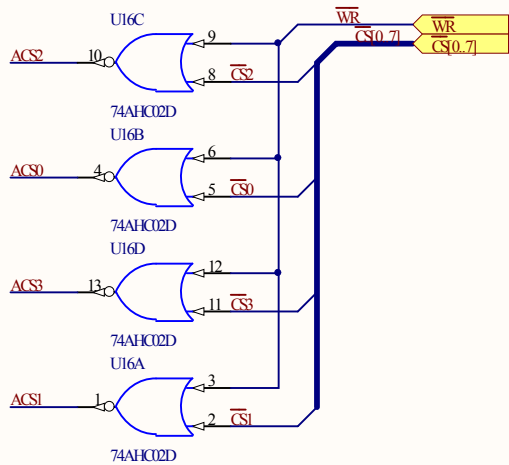 U16C
WR
WR
ACS2
10
9
CS[0..7]
CS[0..7]
8
CS2
74AHC02D
U16B
6
ACS0
4
5
CS0
74AHC02D
U16D
12
ACS3
13
11
CS3
74AHC02D
U16A
3
ACS1
1
2
CS1
74AHC02D